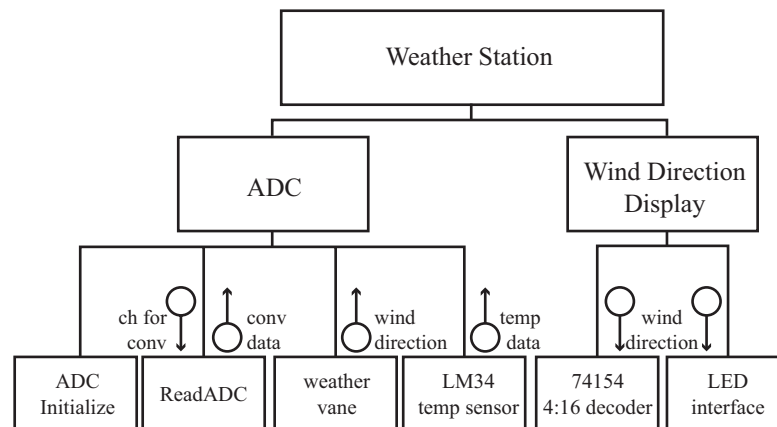 Weather Station
ADC
Wind Direction
Display
ch for
conv
conv
data
wind
direction
temp
data
wind
direction
ADC
Initialize
ReadADC
weather
vane
LM34
temp sensor
74154
4:16 decoder
LED
interface